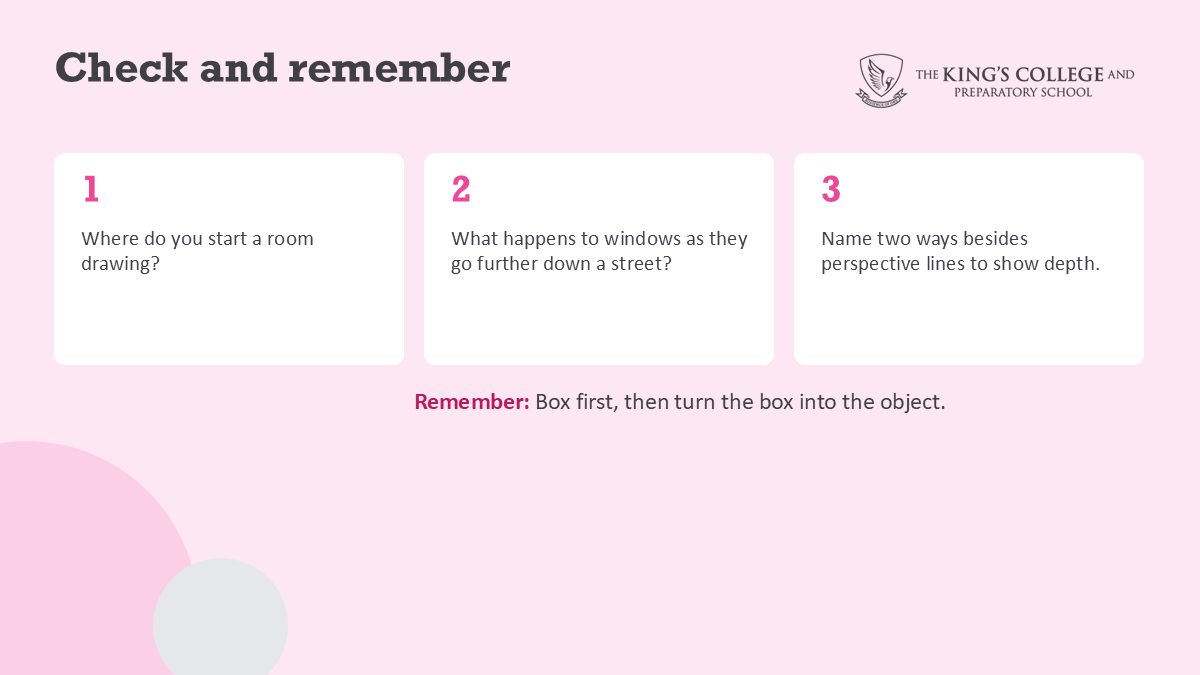 Check and remember
THE KING'S COLLEGE AND
PREPARATORY SCHOOL
1
Where do you start a room
drawing?
2
What happens to windows as they
go further down a street?
3
Name two ways besides
perspective lines to show depth.
Remember: Box first, then turn the box into the object.